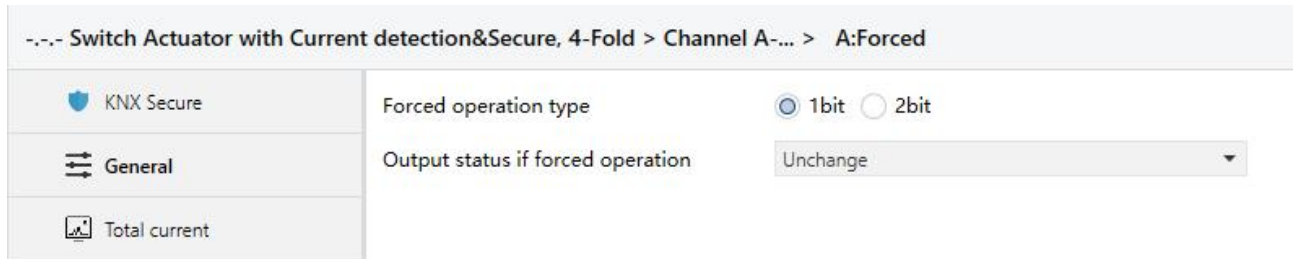 -.-.- Switch Actuator with Current detection&Secure, 4-Fold > Channel A-... > A:Forced
KNX Secure
Forced operation type 1bit 2bit
General
Output status if forced operation Unchange
Total current